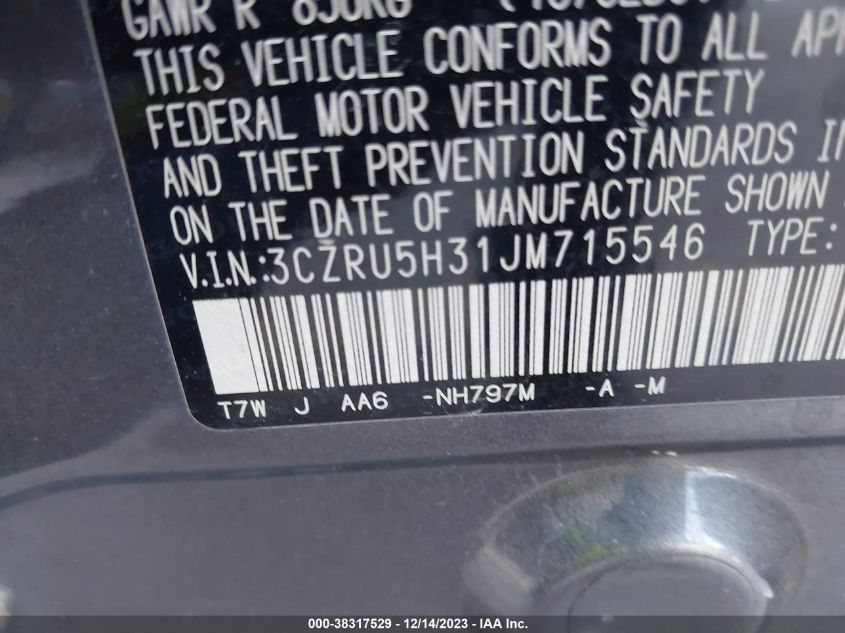 GAWR R
THIS VEHICLE CONFORMS TO ALL
FEDERAL MOTOR VEHICLE SAFETY
AND THEFT PREVENTION STANDARDS
ON THE DATE OF MANUFACTURE SHOWN
V.I.N.:3CZRU5H31JM715546 TYPE:
T7W J AA6 -NH797M -A -M
000-38317529 - 12/14/2023 - IAA Inc.